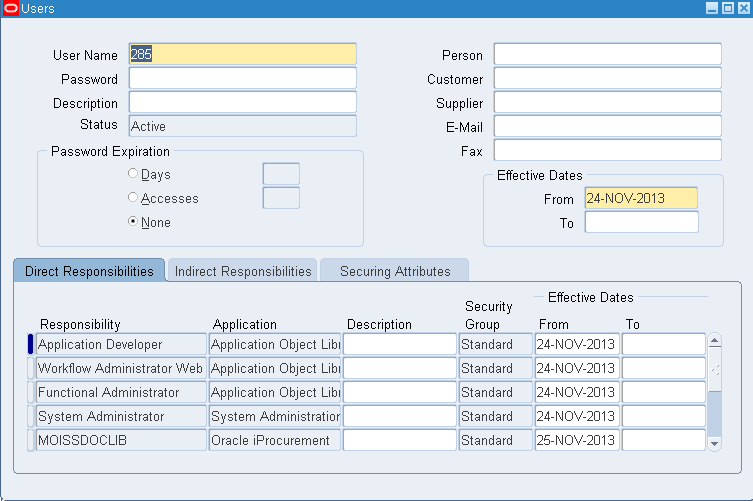 Users
User Name 285
Password
Description
Status Active
Person
Customer
Supplier
E-Mail
Fax
Password Expiration
Days
Accesses
None
Effective Dates
From 24-NOV-2013
To
Direct Responsibilities Indirect Responsibilities Securing Attributes
Effective Dates
Responsibility Application Description Security Group From To
Application Developer Application Object Libr Standard 24-NOV-2013
Workflow Administrator Web Application Object Libr Standard 24-NOV-2013
Functional Administrator Application Object Libr Standard 24-NOV-2013
System Administrator System Administration Standard 24-NOV-2013
MOISSDOCLIB Oracle iProcurement Standard 25-NOV-2013